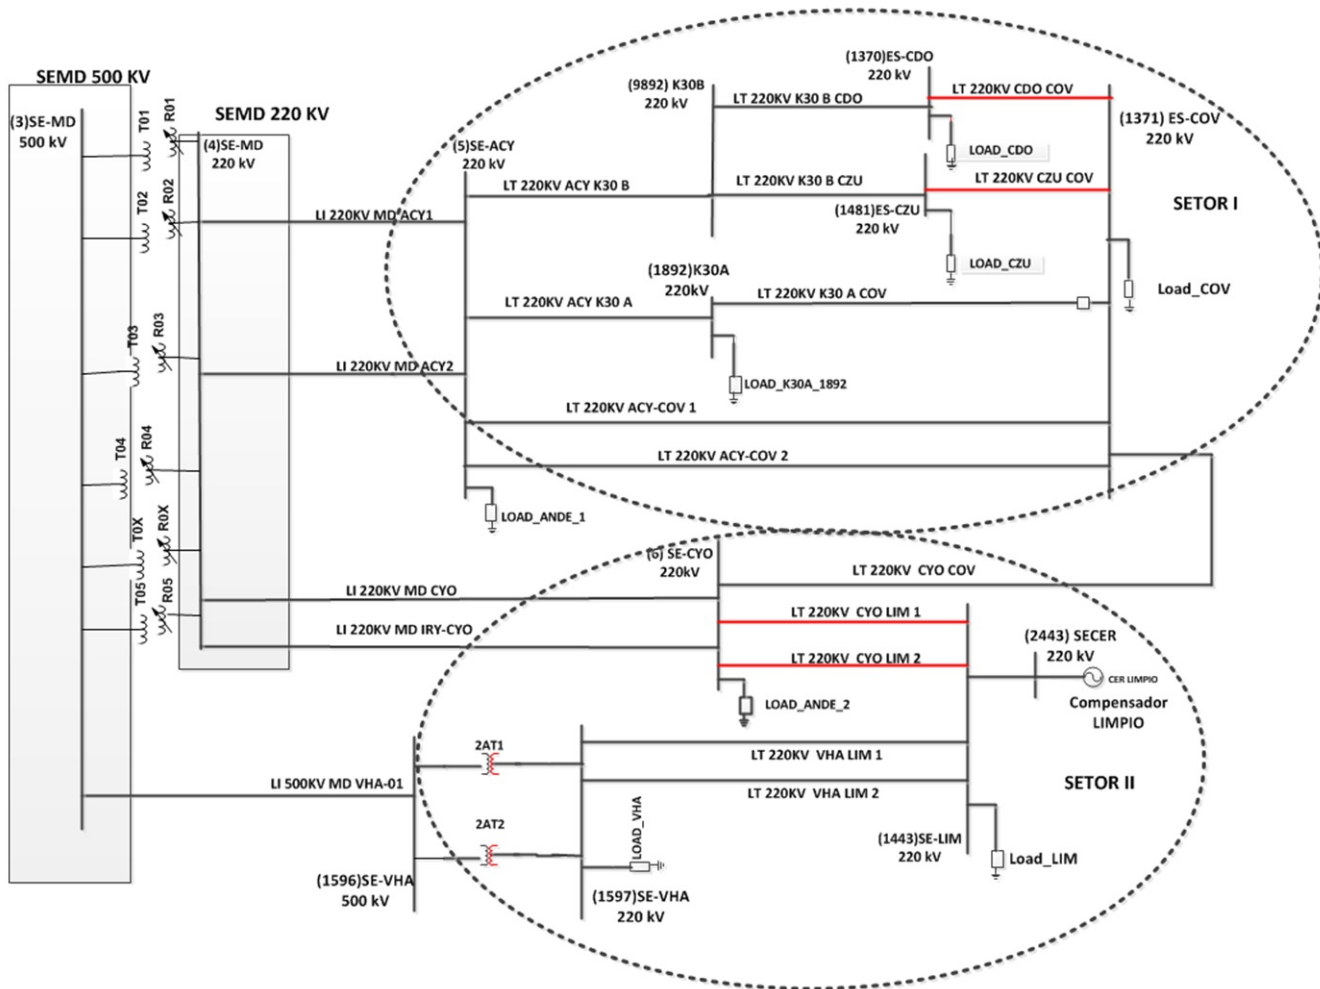 SEMD 500 KV
(3)SE-MD
500 kV
T01
R01
T02
R02
T03
R03
T04
R04
T0X
R0X
T05
R05
SEMD 220 KV
(4)SE-MD
220 kV
LI 220KV MD ACY1
LI 220KV MD ACY2
LI 220KV MD CYO
LI 220KV MD IRY-CYO
LI 500KV MD VHA-01
(5)SE-ACY
220 kV
LT 220KV ACY K30 B
(9892) K30B
220 kV
LT 220KV K30 B CDO
(1370)ES-CDO
220 kV
LT 220KV CDO COV
(1371) ES-COV
220 kV
LOAD_CDO
LT 220KV K30 B CZU
LT 220KV CZU COV
(1481)ES-CZU
220 kV
LOAD_CZU
SETOR I
(1892)K30A
220kV
LT 220KV ACY K30 A
LT 220KV K30 A COV
Load_COV
LOAD_K30A_1892
LT 220KV ACY-COV 1
LT 220KV ACY-COV 2
LOAD_ANDE_1
SE-CYO
220kV
LT 220KV CYO COV
LT 220KV CYO LIM 1
LT 220KV CYO LIM 2
(2443) SECER
220 kV
CER LIMPIO
Compensador
LIMPIO
LOAD_ANDE_2
2AT1
LT 220KV VHA LIM 1
LT 220KV VHA LIM 2
SETOR II
2AT2
LOAD_VHA
(1443)SE-LIM
220 kV
Load_LIM
(1596)SE-VHA
500 kV
(1597)SE-VHA
220 kV